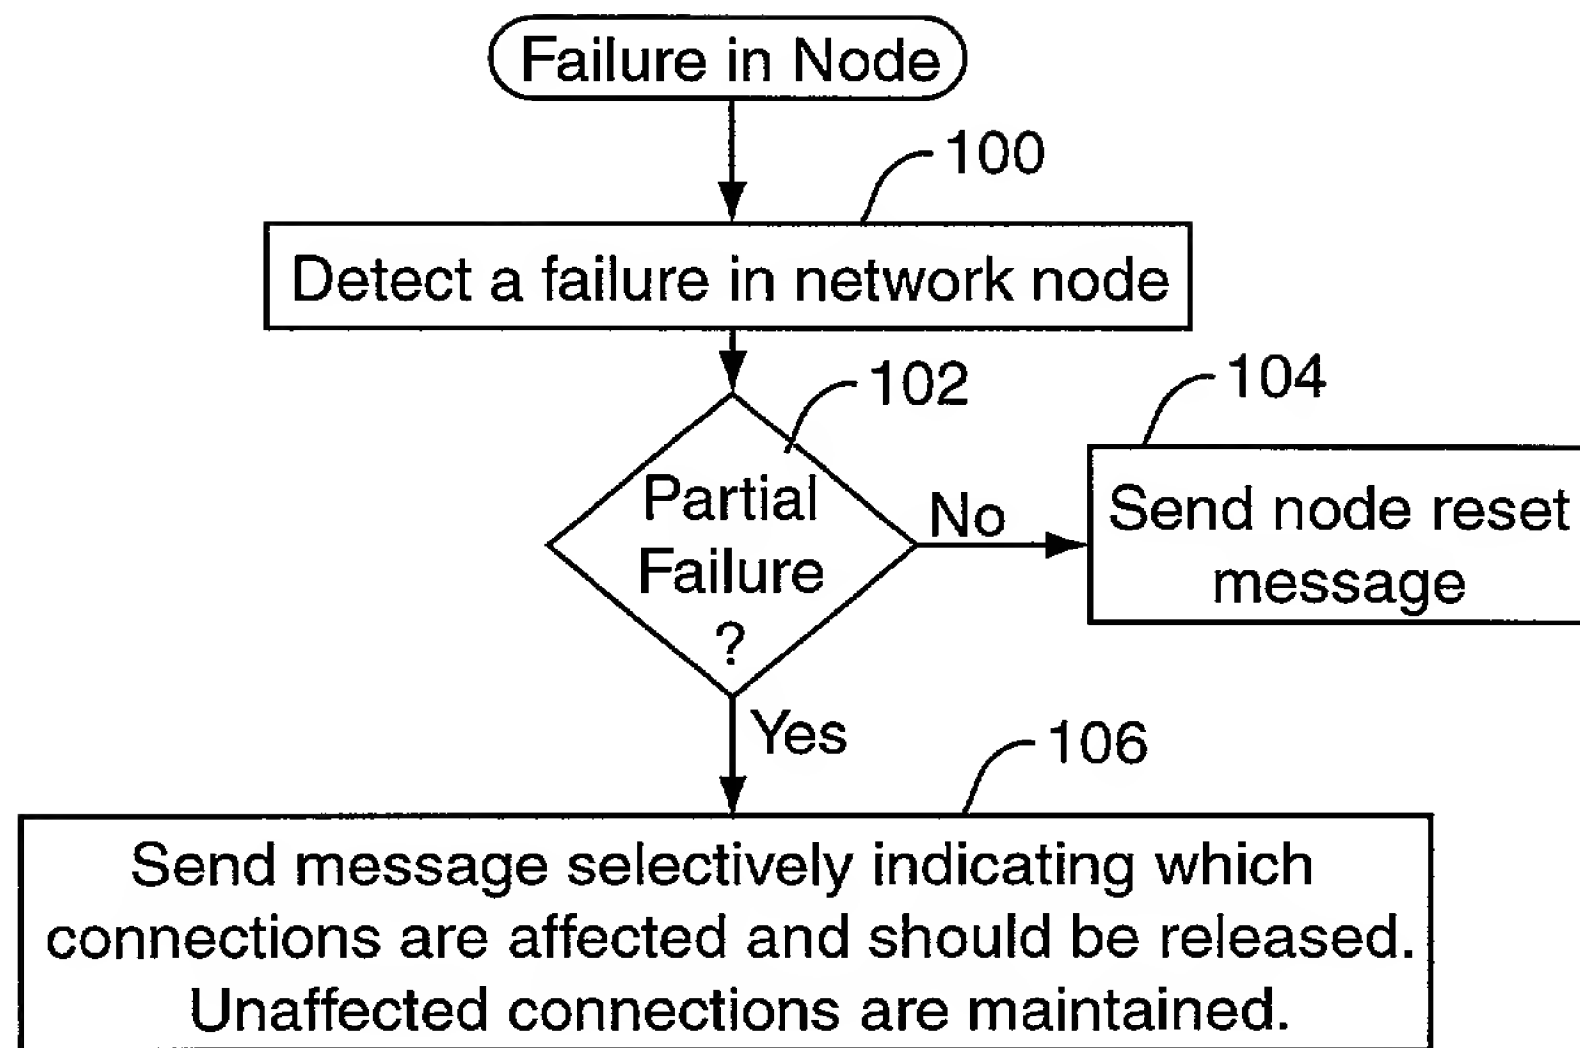 Failure in Node
100
Detect a failure in network node
102
104
Partial
Failure
?
No
Send node reset
message
Yes
106
Send message selectively indicating which
connections are affected and should be released.
Unaffected connections are maintained.